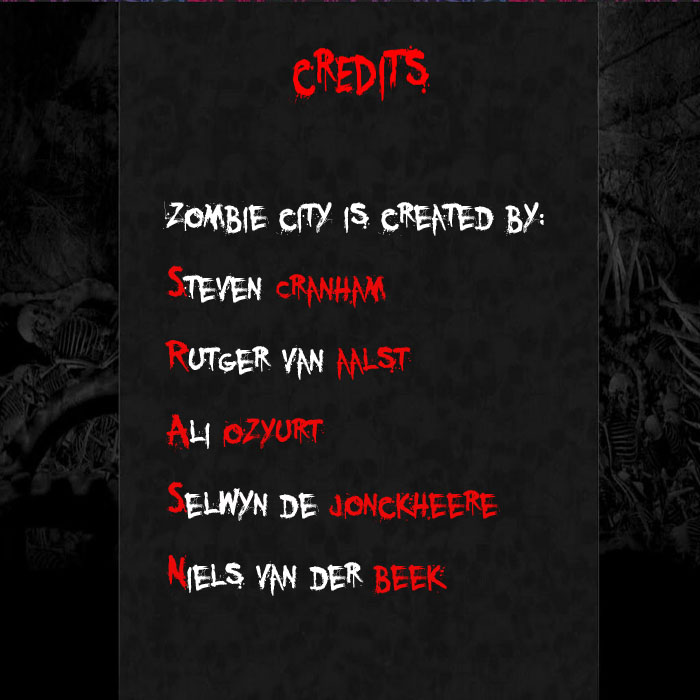 CREDITS
ZOMBIE CITY IS CREATED BY:
STEVEN CRANHAM
RUTGER VAN AALST
ALI OZYURT
SELWYN DE JONCKHEERE
NIELS VAN DER BEEK